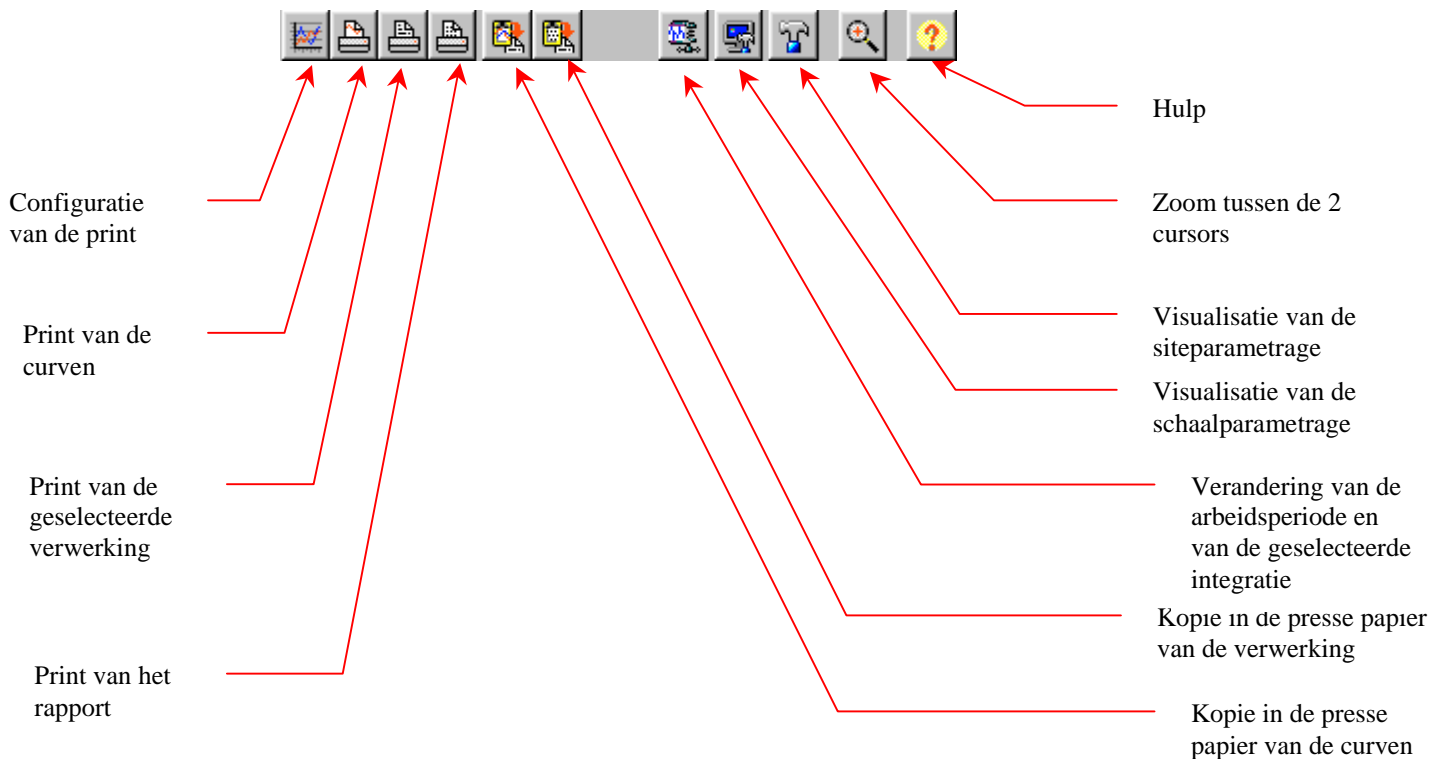 Configuratie
van de print
Print van de
curven
Print van de
geselecteerde
verwerking
Print van het
rapport
Hulp
Zoom tussen de 2
cursors
Visualisatie van de
siteparametrage
Visualisatie van de
schaalparametrage
Verandering van de
arbeidsperiode en
van de geselecteerde
integratie
Kopie in de presse papier
van de verwerking
Kopie in de presse
papier van de curven